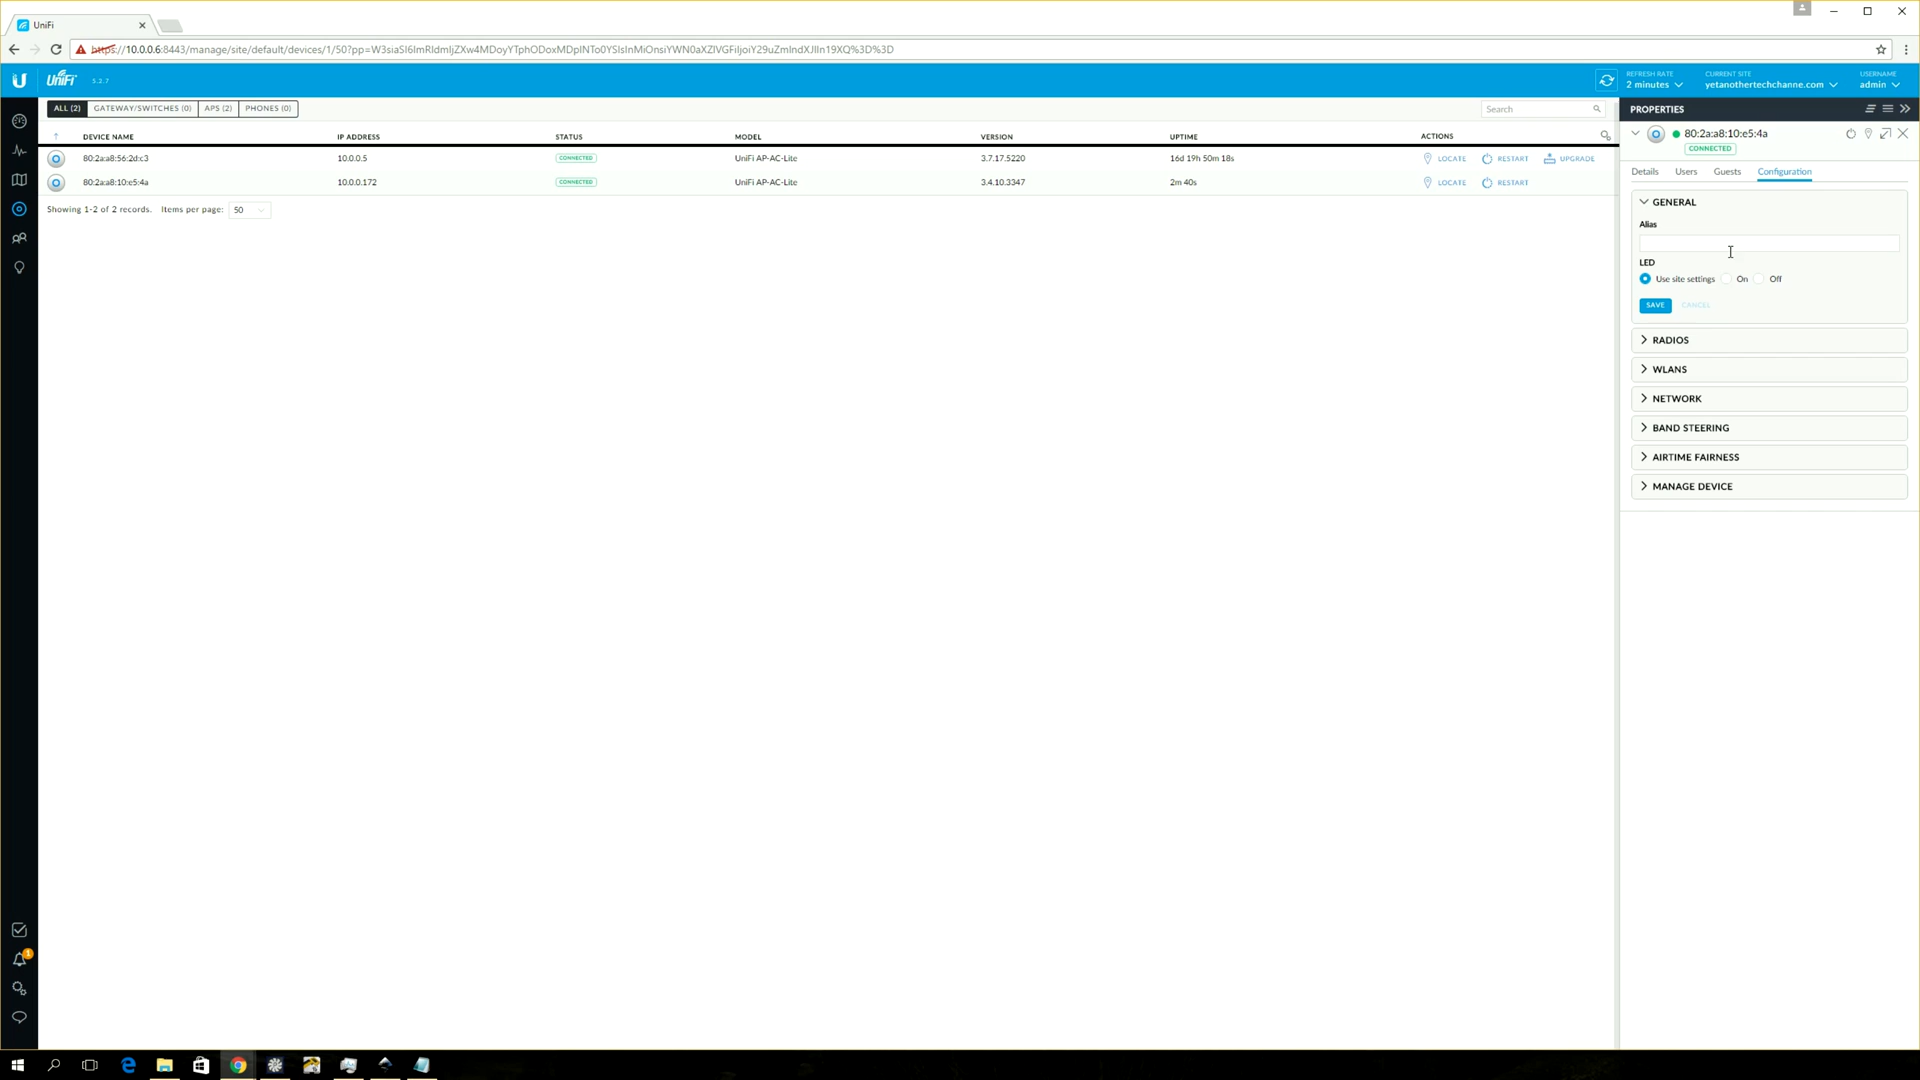 UniFi
https://10.0.0.6:8443/manage/site/default/devices/1/50?pp=
UniFi 5.2.7
REFRESH RATE
2 minutes
CURRENT SITE
yetanothertechchanne.com
USERNAME
admin
ALL (2) GATEWAY/SWITCHES (0) APS (2) PHONES (0)
Search
DEVICE NAME IP ADDRESS STATUS MODEL VERSION UPTIME ACTIONS
80:2a:a8:56:2d:c3 10.0.0.5 CONNECTED UniFi AP-AC-Lite 3.7.17.5220 16d 19h 50m 18s LOCATE RESTART UPGRADE
80:2a:a8:10:e5:4a 10.0.0.172 CONNECTED UniFi AP-AC-Lite 3.4.10.3347 2m 40s LOCATE RESTART
Showing 1-2 of 2 records. Items per page: 50
PROPERTIES
80:2a:a8:10:e5:4a
CONNECTED
Details Users Guests Configuration
GENERAL
Alias
LED
Use site settings On Off
SAVE CANCEL
RADIOS
WLANS
NETWORK
BAND STEERING
AIRTIME FAIRNESS
MANAGE DEVICE
1